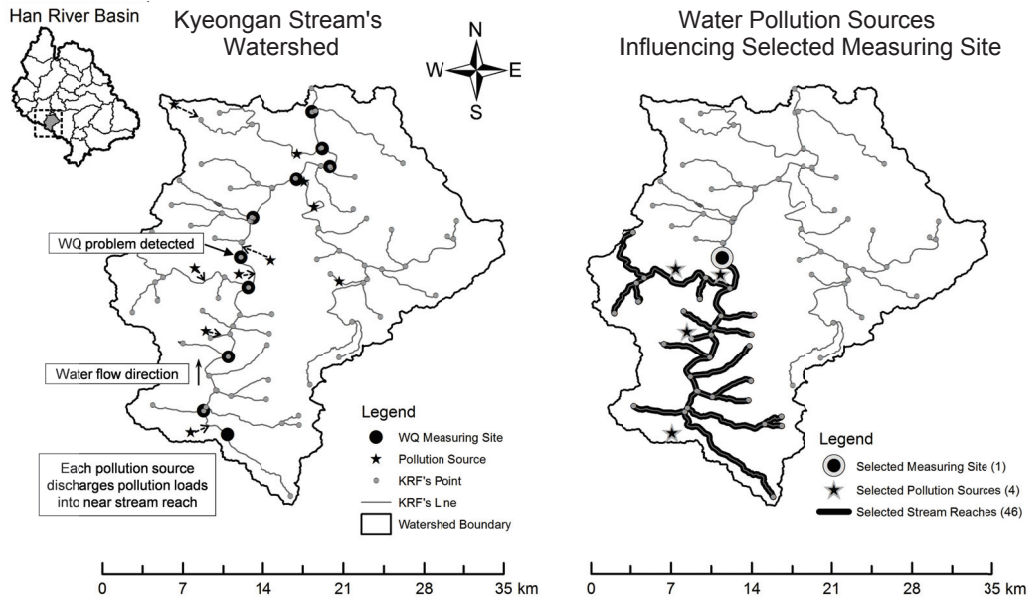 Han River Basin
Kyeongan Stream's
Watershed
N
W
E
S
WQ problem detected
Water flow direction
Each pollution source
discharges pollution loads
into near stream reach
Legend
WQ Measuring Site
Pollution Source
KRF's Point
KRF's Line
Watershed Boundary
0 7 14 21 28 35 km
Water Pollution Sources
Influencing Selected Measuring Site
Legend
Selected Measuring Site (1)
Selected Pollution Sources (4)
Selected Stream Reaches (46)
0 7 14 21 28 35 km